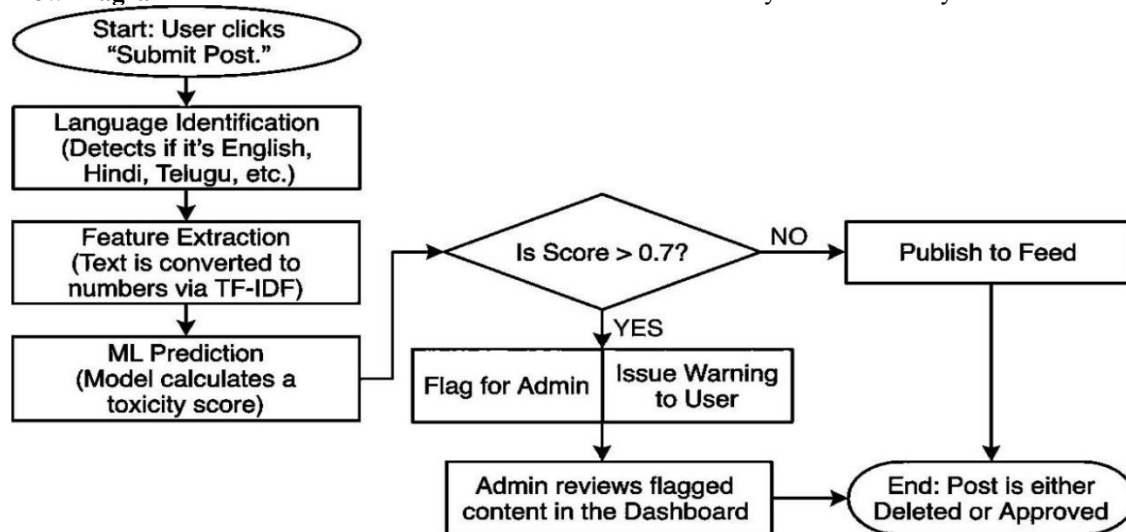 Start: User clicks
“Submit Post.”
Language Identification
(Detects if it's English,
Hindi, Telugu, etc.)
Feature Extraction
(Text is converted to
numbers via TF-IDF)
ML Prediction
(Model calculates a
toxicity score)
Is Score > 0.7?
NO
Publish to Feed
YES
Flag for Admin
Issue Warning
to User
Admin reviews flagged
content in the Dashboard
End: Post is either
Deleted or Approved